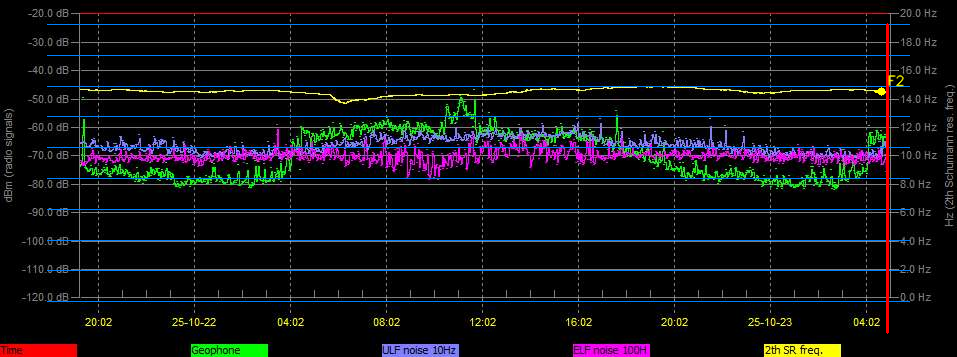 -20.0 dB 20.0 Hz
-30.0 dB 18.0 Hz
-40.0 dB 16.0 Hz
F2
-50.0 dB 14.0 Hz
-60.0 dB 12.0 Hz
-70.0 dB 10.0 Hz
-80.0 dB 8.0 Hz
-90.0 dB 6.0 Hz
-100.0 dB 4.0 Hz
-110.0 dB 2.0 Hz
-120.0 dB 0.0 Hz
dBm (radio signals)
Hz (2th Schumann res. freq.)
20:02 25-10-22 04:02 08:02 12:02 16:02 20:02 25-10-23 04:02
Time Geophone ULF noise 10Hz ELF noise 100H 2th SR freq.